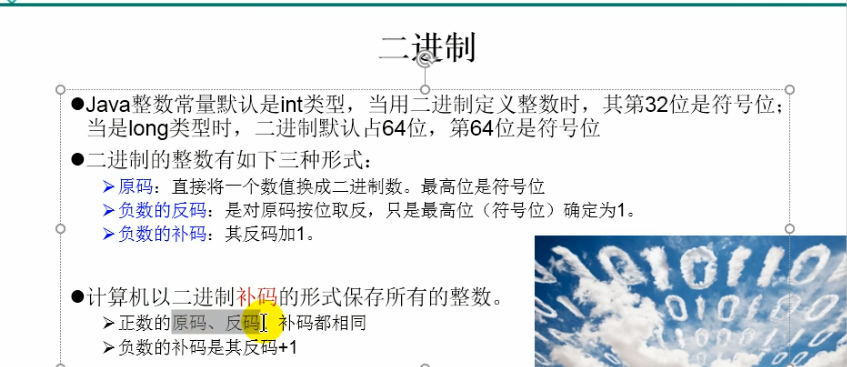 二进制
●Java整数常量默认是int类型，当用二进制定义整数时，其第32位是符号位；
当是long类型时，二进制默认占64位，第64位是符号位
●二进制的整数有如下三种形式：
➢原码：直接将一个数值换成二进制数。最高位是符号位
➢负数的反码：是对原码按位取反，只是最高位（符号位）确定为1。
➢负数的补码：其反码加1。
●计算机以二进制补码的形式保存所有的整数。
➢正数的原码、反码、补码都相同
➢负数的补码是其反码+1